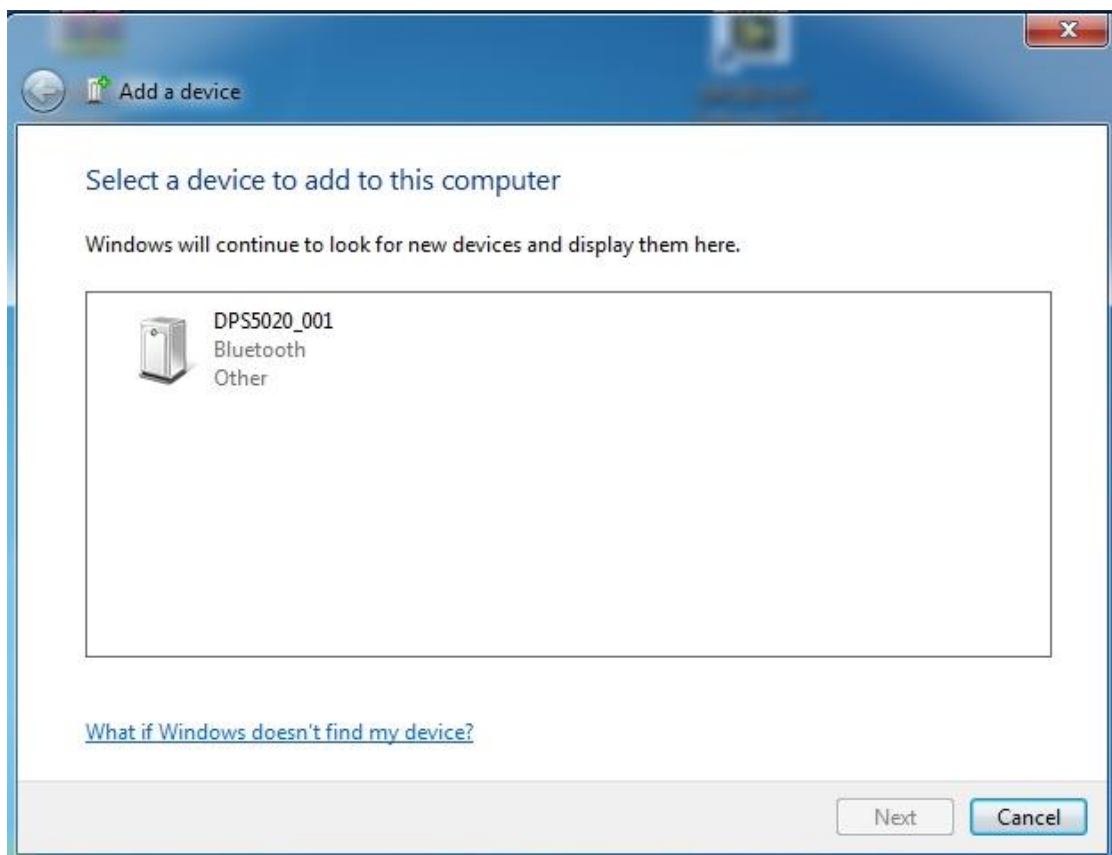 Add a device
Select a device to add to this computer
Windows will continue to look for new devices and display them here.
DPS5020_001
Bluetooth
Other
What if Windows doesn't find my device?
Next Cancel